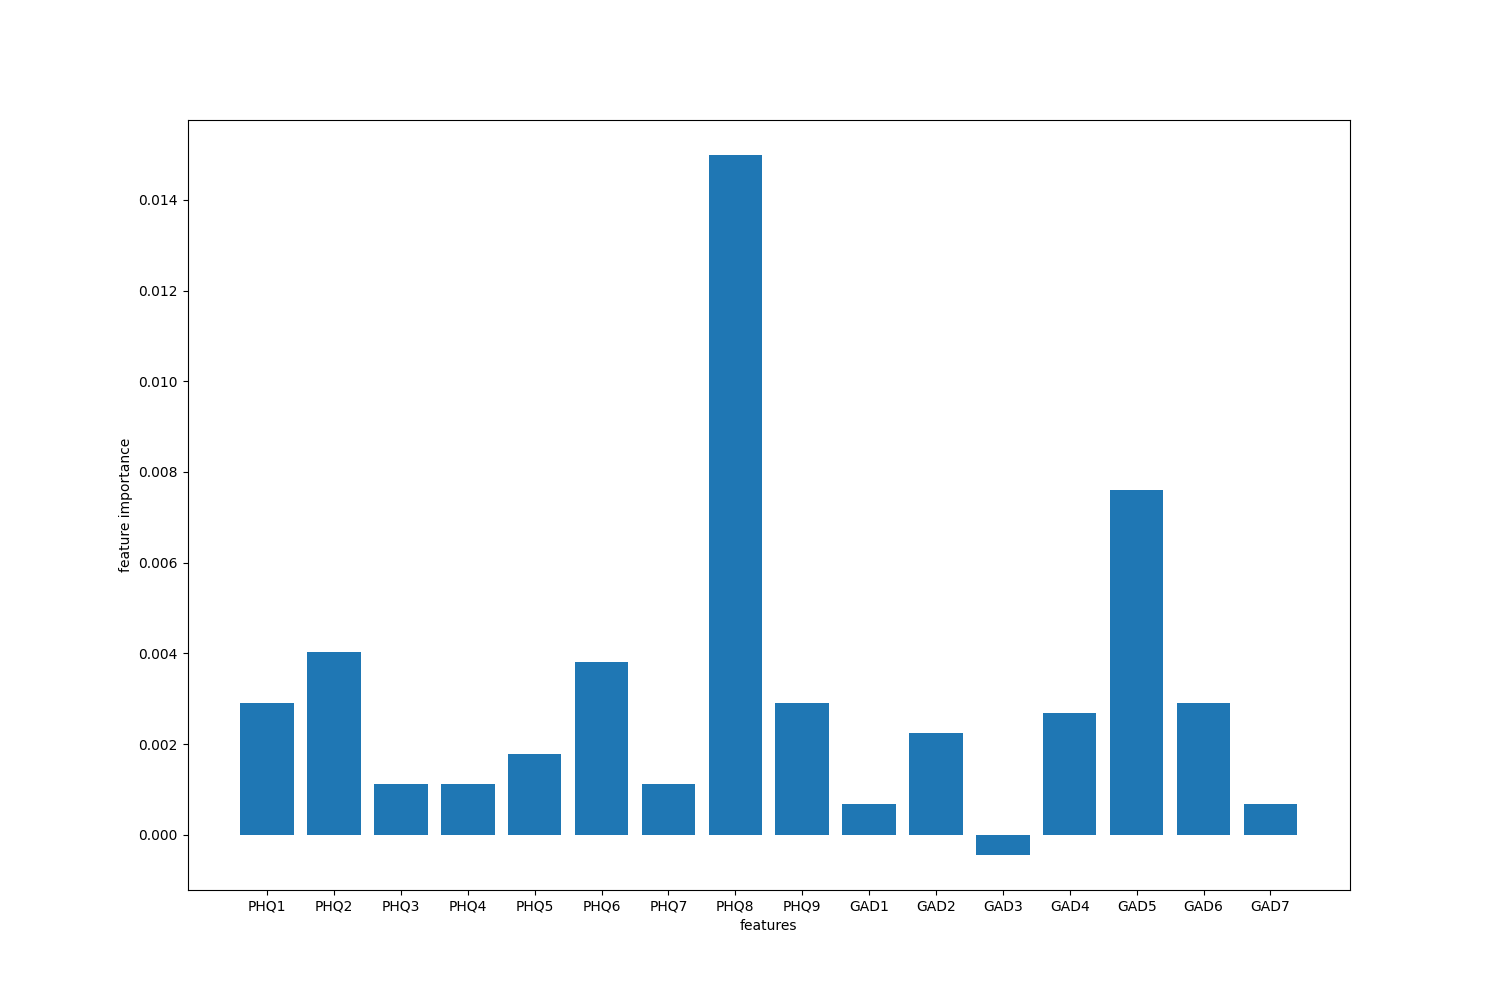 0.014
0.012
0.010
0.008
0.006
0.004
0.002
0.000
feature importance
PHQ1 PHQ2 PHQ3 PHQ4 PHQ5 PHQ6 PHQ7 PHQ8 PHQ9 GAD1 GAD2 GAD3 GAD4 GAD5 GAD6 GAD7
features